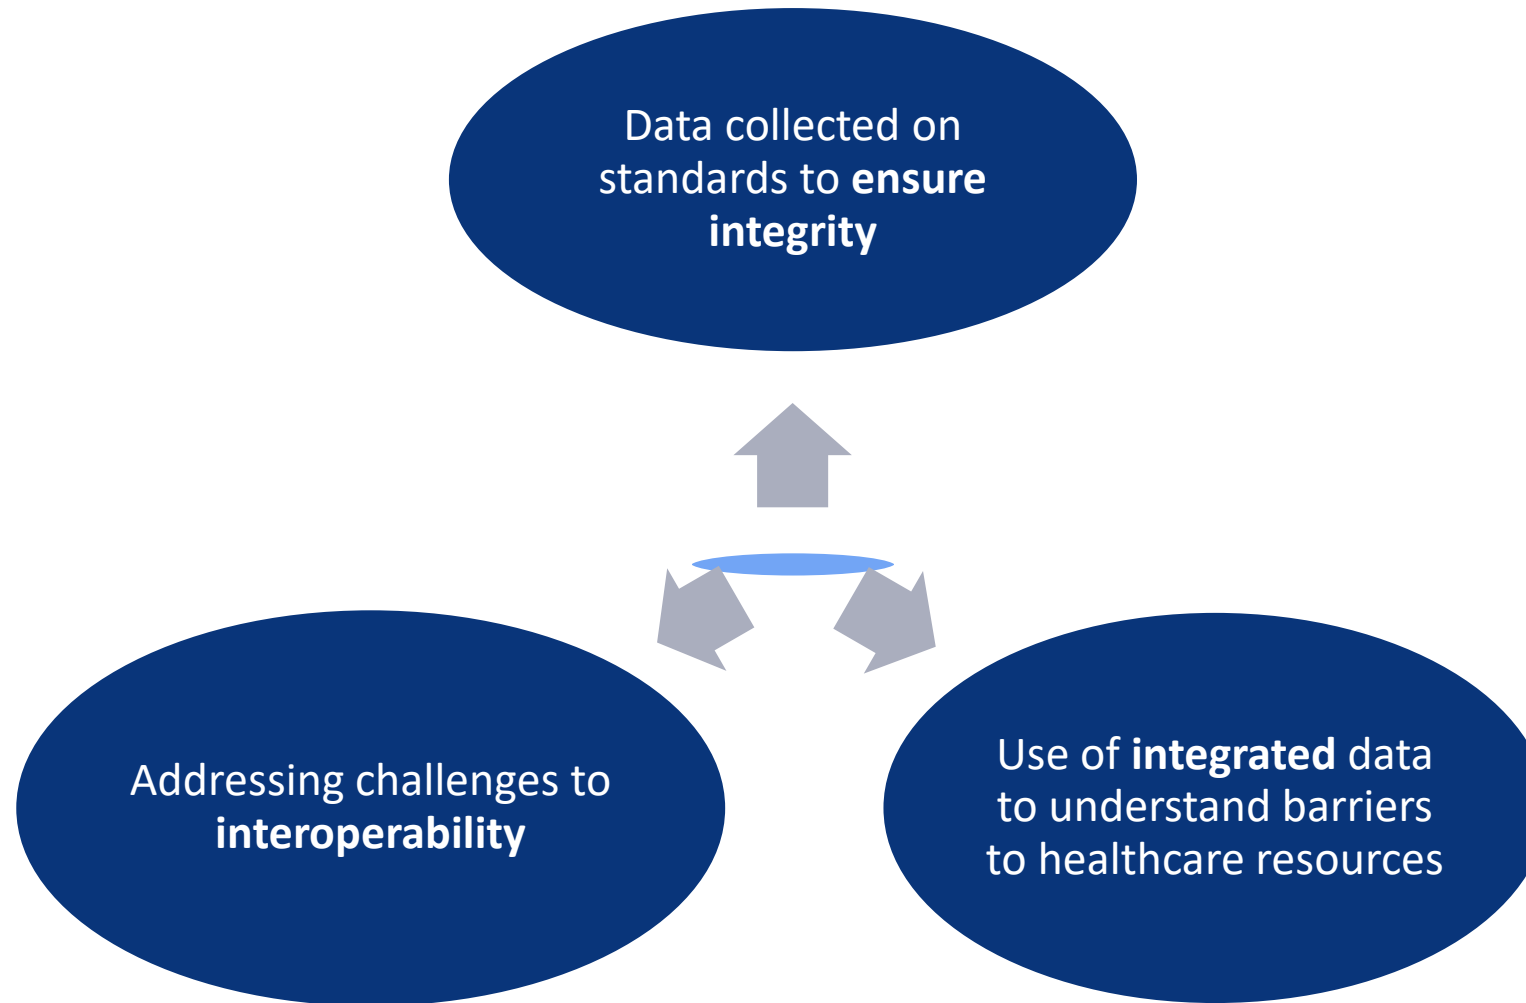 Data collected on
standards to ensure
integrity
Addressing challenges to
interoperability
Use of integrated data
to understand barriers
to healthcare resources